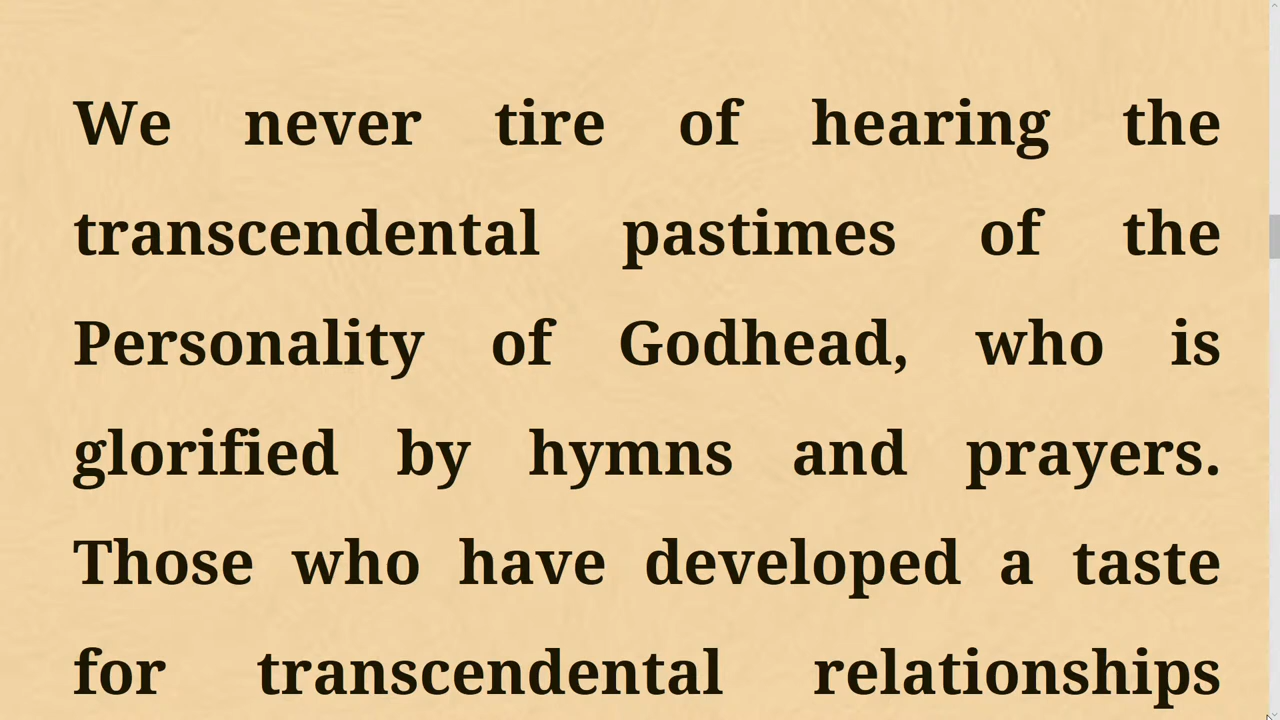 We never tire of hearing the
transcendental pastimes of the
Personality of Godhead, who is
glorified by hymns and prayers.
Those who have developed a taste
for transcendental relationships